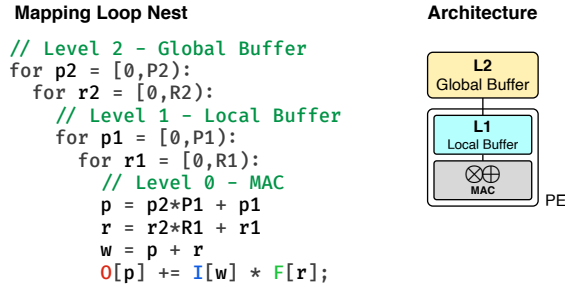 Mapping Loop Nest
// Level 2 - Global Buffer
for p2 = [0,P2):
for r2 = [0,R2):
// Level 1 - Local Buffer
for p1 = [0,P1):
for r1 = [0,R1):
// Level 0 - MAC
p = p2*P1 + p1
r = r2*R1 + r1
w = p + r
O[p] += I[w] * F[r];
Architecture
L2
Global Buffer
L1
Local Buffer
⊗⊕
MAC
PE